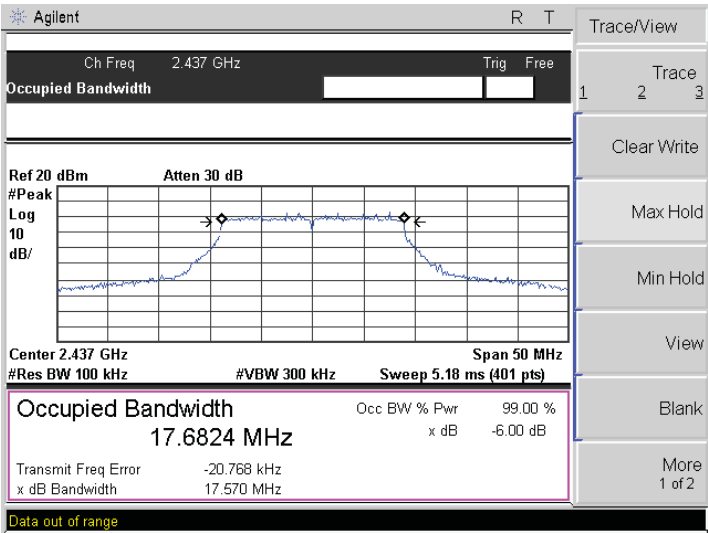 Agilent R T
Ch Freq 2.437 GHz Trig Free
Occupied Bandwidth
Ref 20 dBm Atten 30 dB
#Peak
Log
10
dB/
Center 2.437 GHz Span 50 MHz
#Res BW 100 kHz #VBW 300 kHz Sweep 5.18 ms (401 pts)
Occupied Bandwidth Occ BW % Pwr 99.00 %
17.6824 MHz x dB -6.00 dB
Transmit Freq Error -20.768 kHz
x dB Bandwidth 17.570 MHz
Data out of range
Trace/View
Trace
1 2 3
Clear Write
Max Hold
Min Hold
View
Blank
More
1 of 2